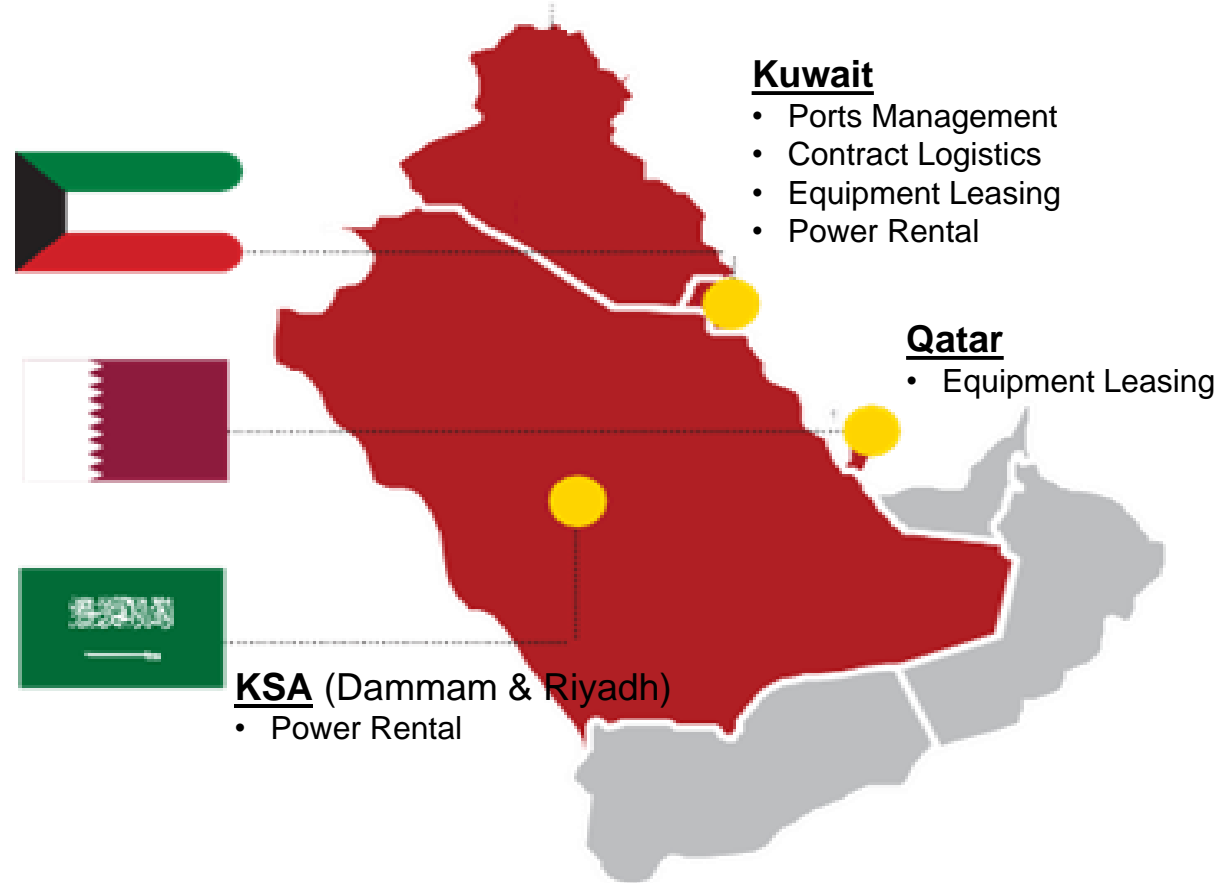 Kuwait
• Ports Management
• Contract Logistics
• Equipment Leasing
• Power Rental
Qatar
• Equipment Leasing
KSA (Dammam & Riyadh)
• Power Rental